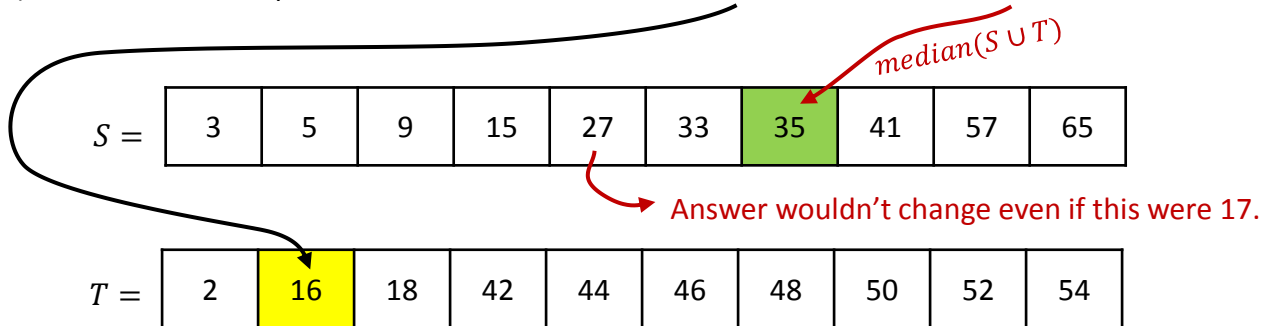 median(S ∪ T)
S = 3 5 9 15 27 33 35 41 57 65
Answer wouldn't change even if this were 17.
T = 2 16 18 42 44 46 48 50 52 54